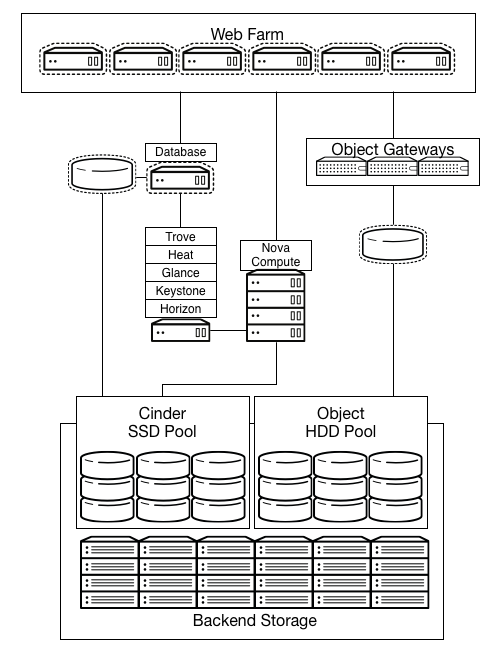 Web Farm
Database
Object Gateways
Trove
Heat
Glance
Keystone
Horizon
Nova
Compute
Cinder
SSD Pool
Object
HDD Pool
Backend Storage